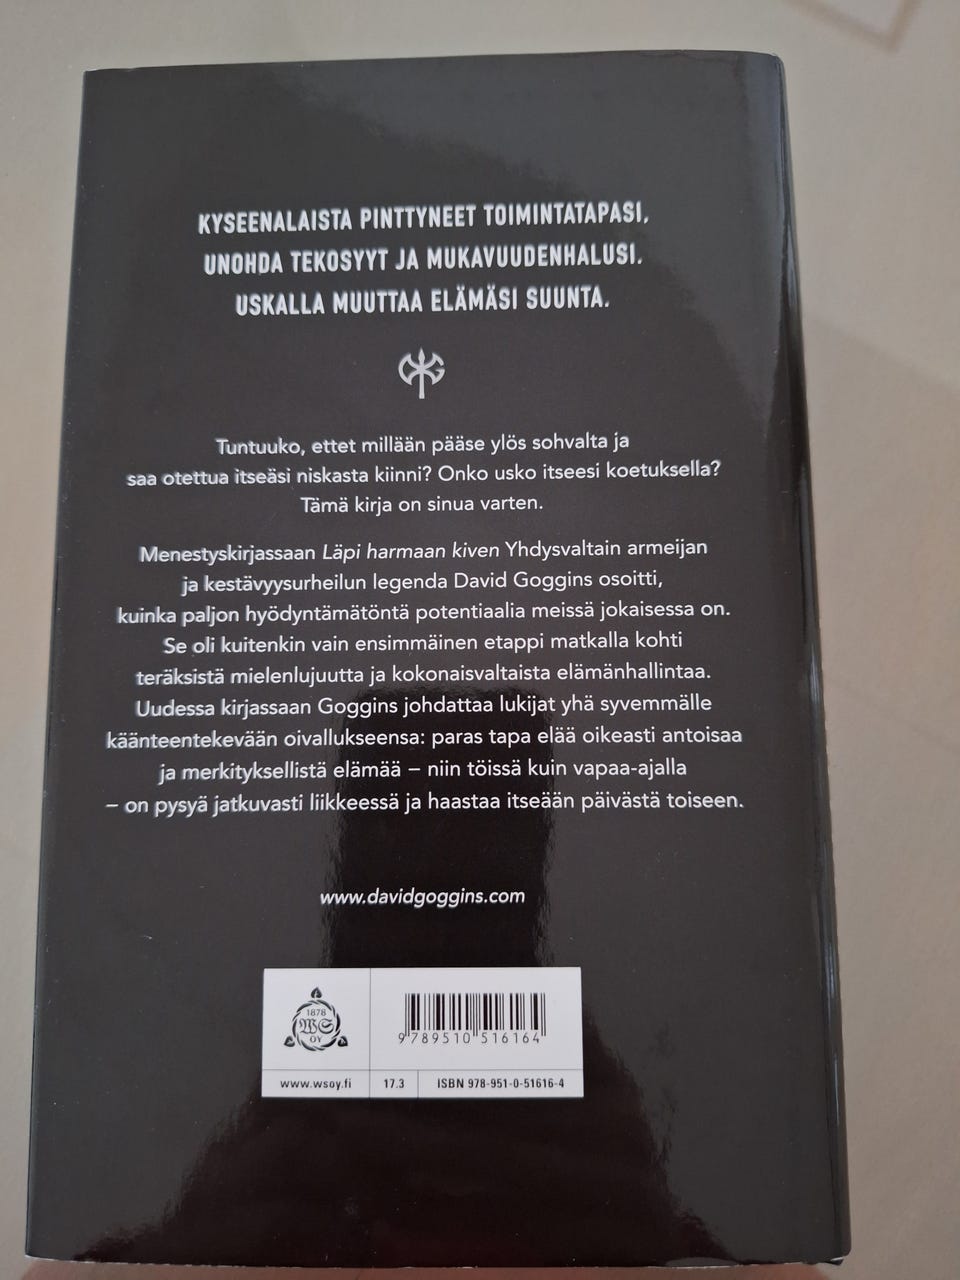 KYSEENALAISTA PINTTYNEET TOIMINTATAPASI,
UNOHDA TEKOSYYT JA MUKAVUUDENHALUSI.
USKALLA MUUTTAA ELÄMÄSI SUUNTA.
Tuntuuko, ettet millään pääse ylös sohvalta ja
saa otettua itseäsi niskasta kiinni? Onko usko itseesi koetuksella?
Tämä kirja on sinua varten.
Menestyskirjassaan Läpi harmaan kiven Yhdysvaltain armeijan
ja kestävyysurheilun legenda David Goggins osoitti,
kuinka paljon hyödyntämätöntä potentiaalia meissä jokaisessa on.
Se oli kuitenkin vain ensimmäinen etappi matkalla kohti
teräksistä mielenlujuutta ja kokonaisvaltaista elämänhallintaa.
Uudessa kirjassaan Goggins johdattaa lukijat yhä syvemmälle
käänteentekevään oivallukseensa: paras tapa elää oikeasti antoisaa
ja merkityksellistä elämää – niin töissä kuin vapaa-ajalla
– on pysyä jatkuvasti liikkeessä ja haastaa itseään päivästä toiseen.
www.davidgoggins.com
1878
WS
OY
9 789510 516164
www.wsoy.fi 17.3 ISBN 978-951-0-51616-4